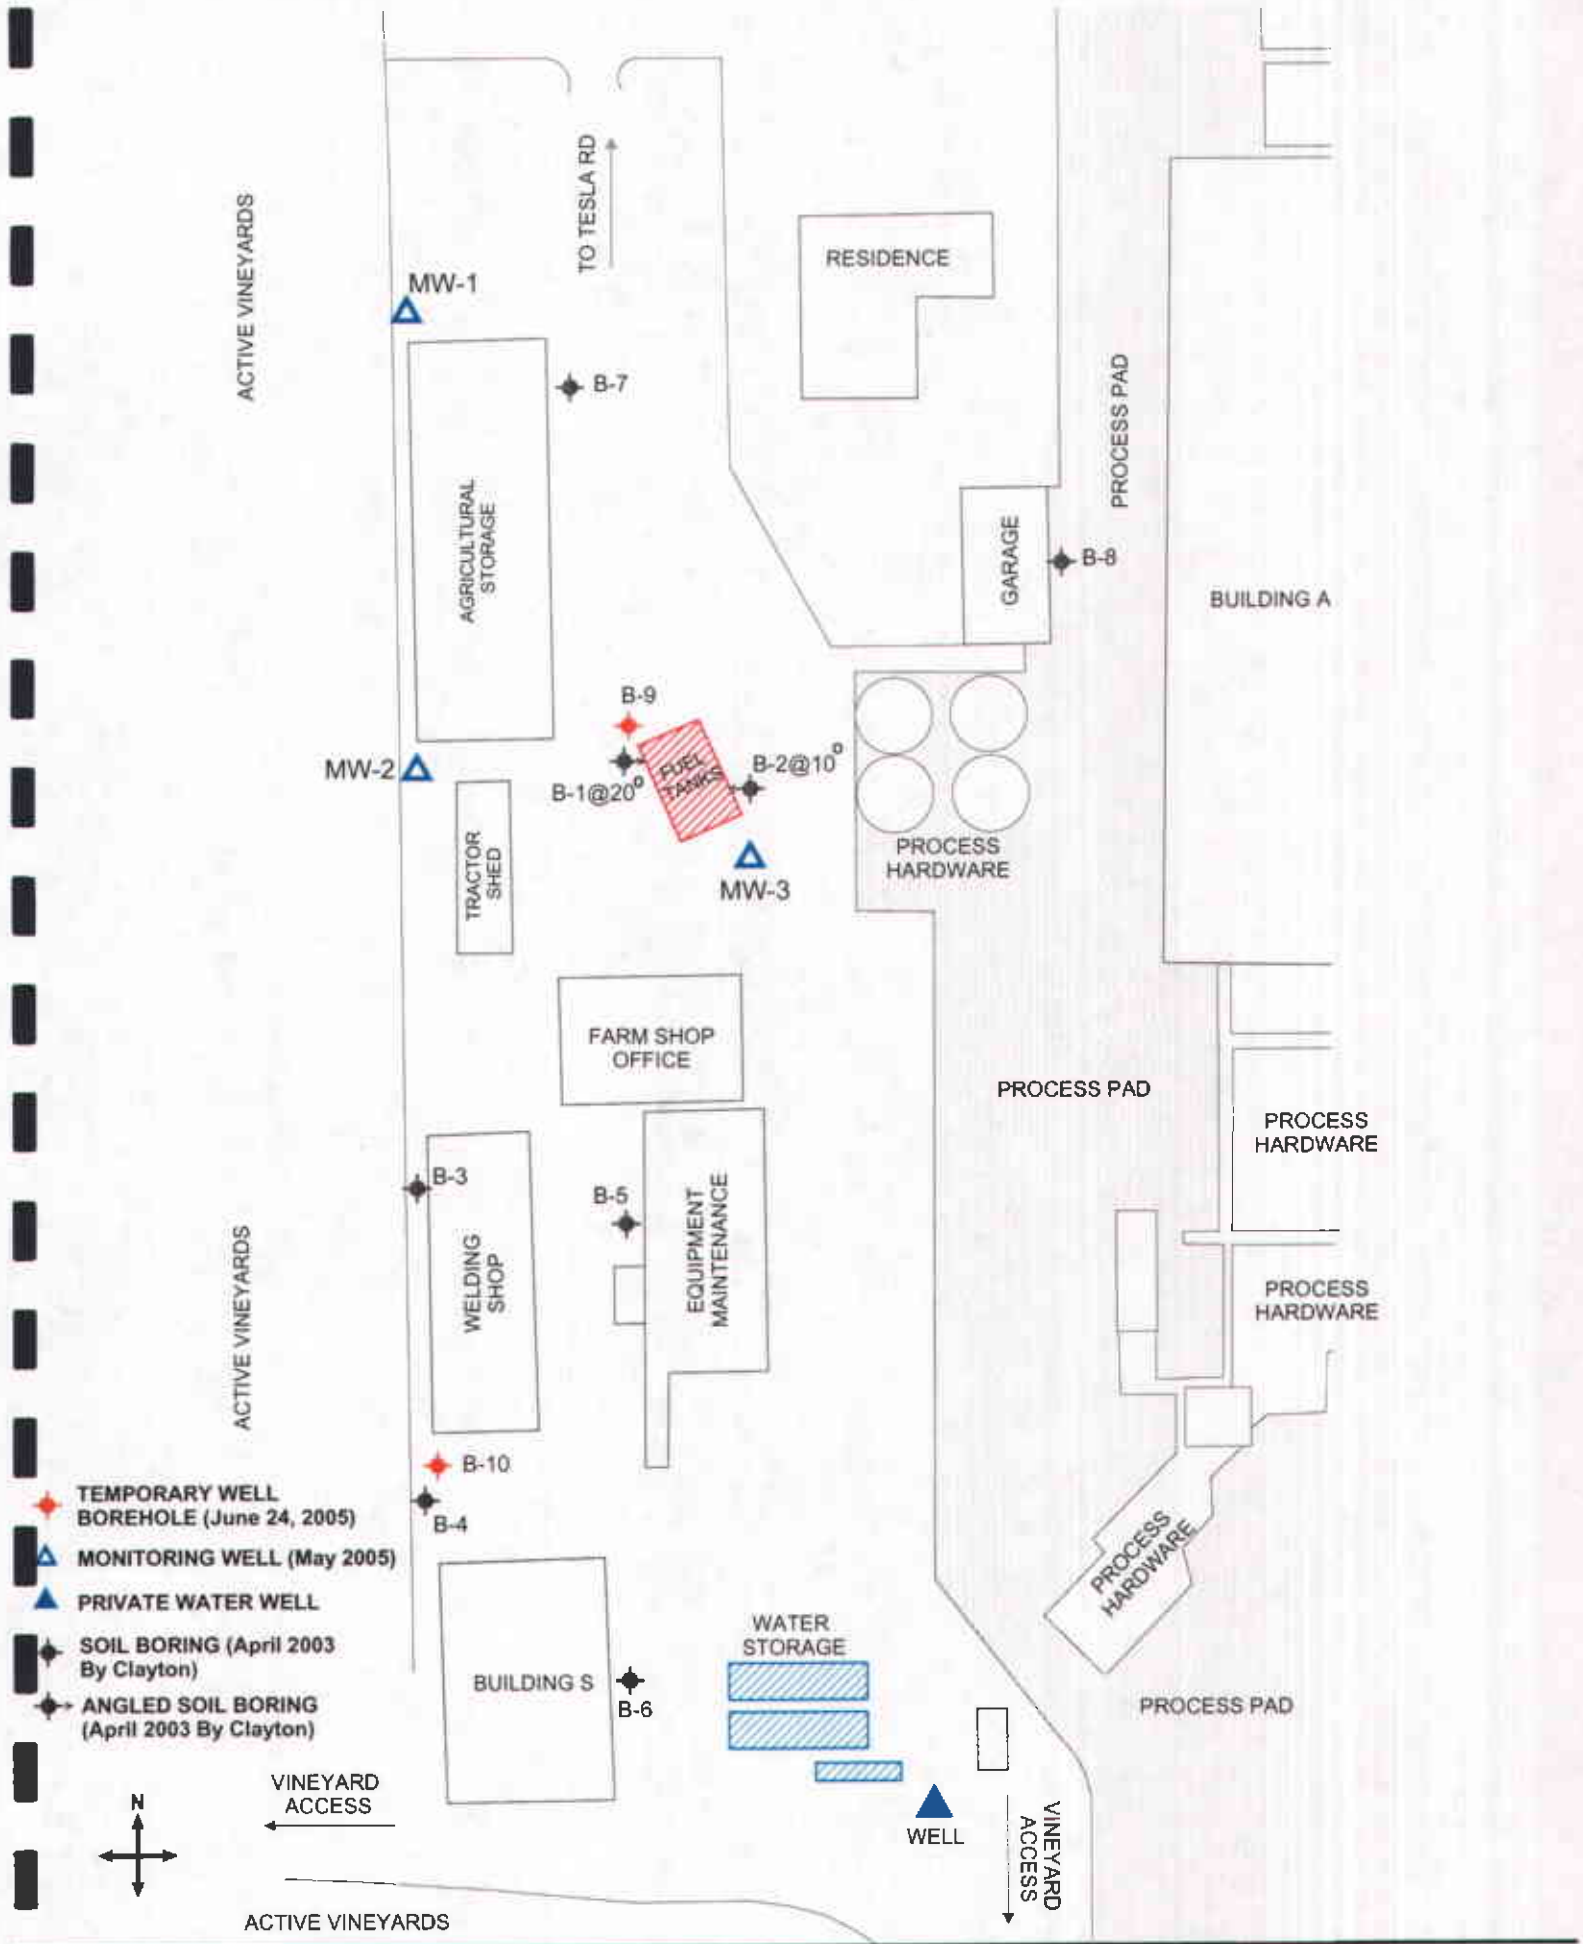 TO TESLA RD
ACTIVE VINEYARDS
RESIDENCE
MW-1
B-7
PROCESS PAD
AGRICULTURAL
STORAGE
GARAGE
B-8
BUILDING A
B-9
MW-2
FUEL
TANKS
B-2@10°
B-1@20°
TRACTOR
SHED
PROCESS
HARDWARE
MW-3
FARM SHOP
OFFICE
PROCESS PAD
PROCESS
HARDWARE
B-3
B-5
WELDING
SHOP
EQUIPMENT
MAINTENANCE
PROCESS
HARDWARE
ACTIVE VINEYARDS
B-10
B-4
TEMPORARY WELL
BOREHOLE (June 24, 2005)
MONITORING WELL (May 2005)
PRIVATE WATER WELL
SOIL BORING (April 2003
By Clayton)
ANGLED SOIL BORING
(April 2003 By Clayton)
PROCESS
HARDWARE
WATER
STORAGE
BUILDING S
B-6
PROCESS PAD
VINEYARD
ACCESS
N
WELL
VINEYARD
ACCESS
ACTIVE VINEYARDS